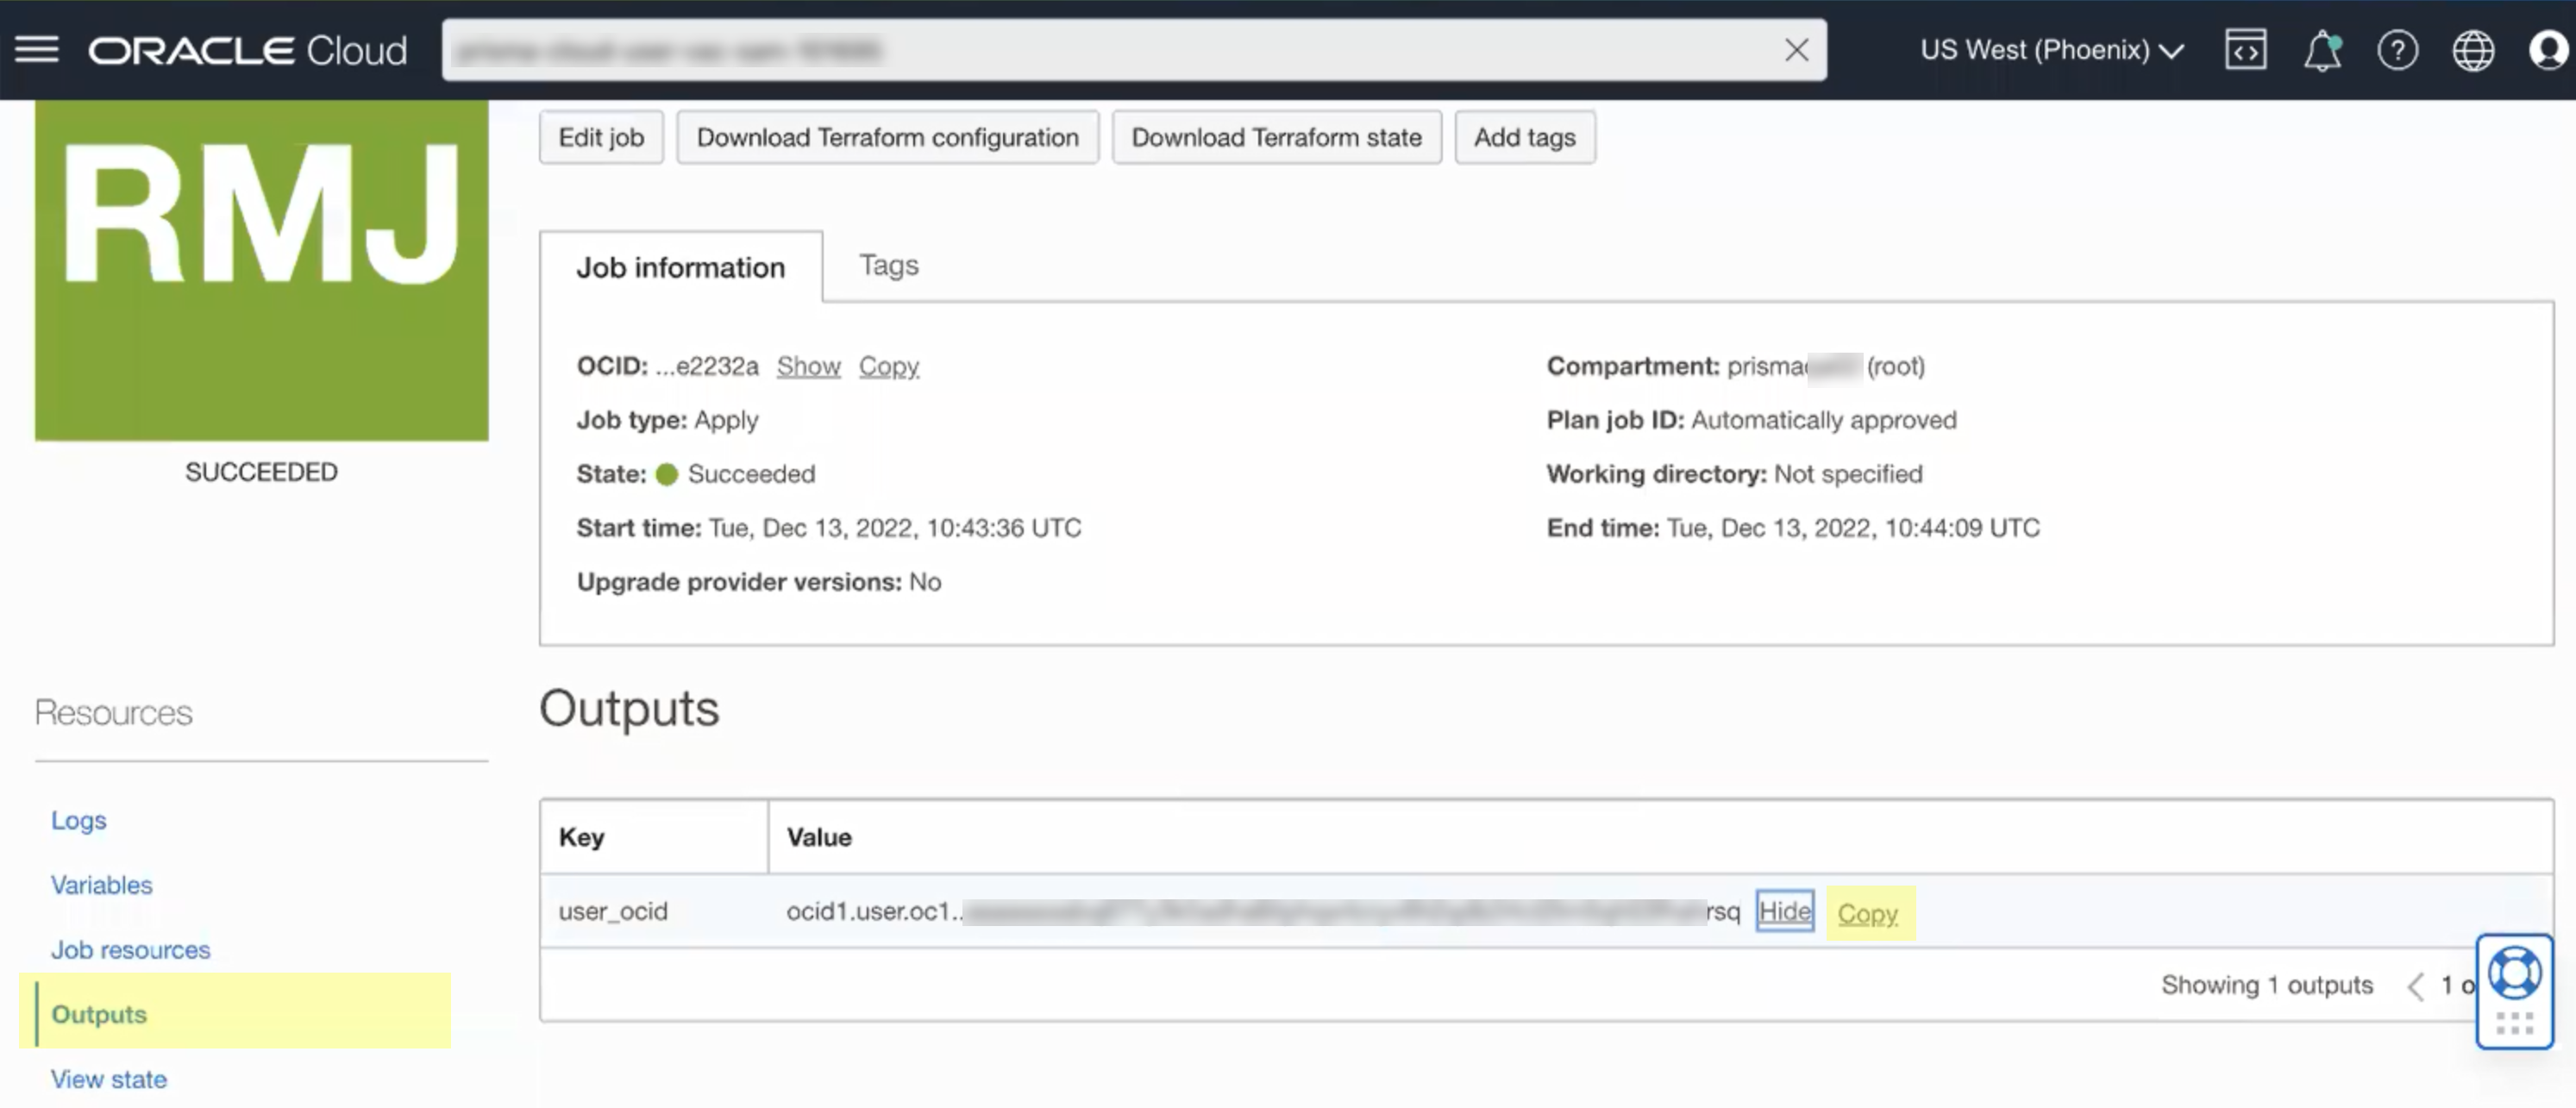 ORACLE Cloud
US West (Phoenix)
RMJ
SUCCEEDED
Edit job
Download Terraform configuration
Download Terraform state
Add tags
Job information
Tags
OCID: ...e2232a Show Copy
Job type: Apply
State: Succeeded
Start time: Tue, Dec 13, 2022, 10:43:36 UTC
Upgrade provider versions: No
Compartment: prisma (root)
Plan job ID: Automatically approved
Working directory: Not specified
End time: Tue, Dec 13, 2022, 10:44:09 UTC
Resources
Logs
Variables
Job resources
Outputs
View state
Outputs
Key Value
user_ocid ocid1.user.oc1.. rsq Hide Copy
Showing 1 outputs 1 o